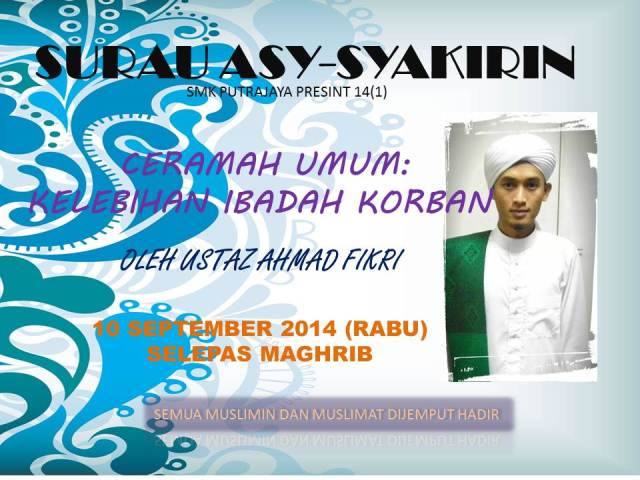 SURAU ASY-SYAKIRIN
SMK PUTRAJAYA PRESINT 14(1)
CERAMAH UMUM:
KELEBIHAN IBADAH KORBAN
OLEH USTAZ AHMAD FIKRI
10 SEPTEMBER 2014 (RABU)
SELEPAS MAGHRIB
SEMUA MUSLIMIN DAN MUSLIMAT DIJEMPUT HADIR